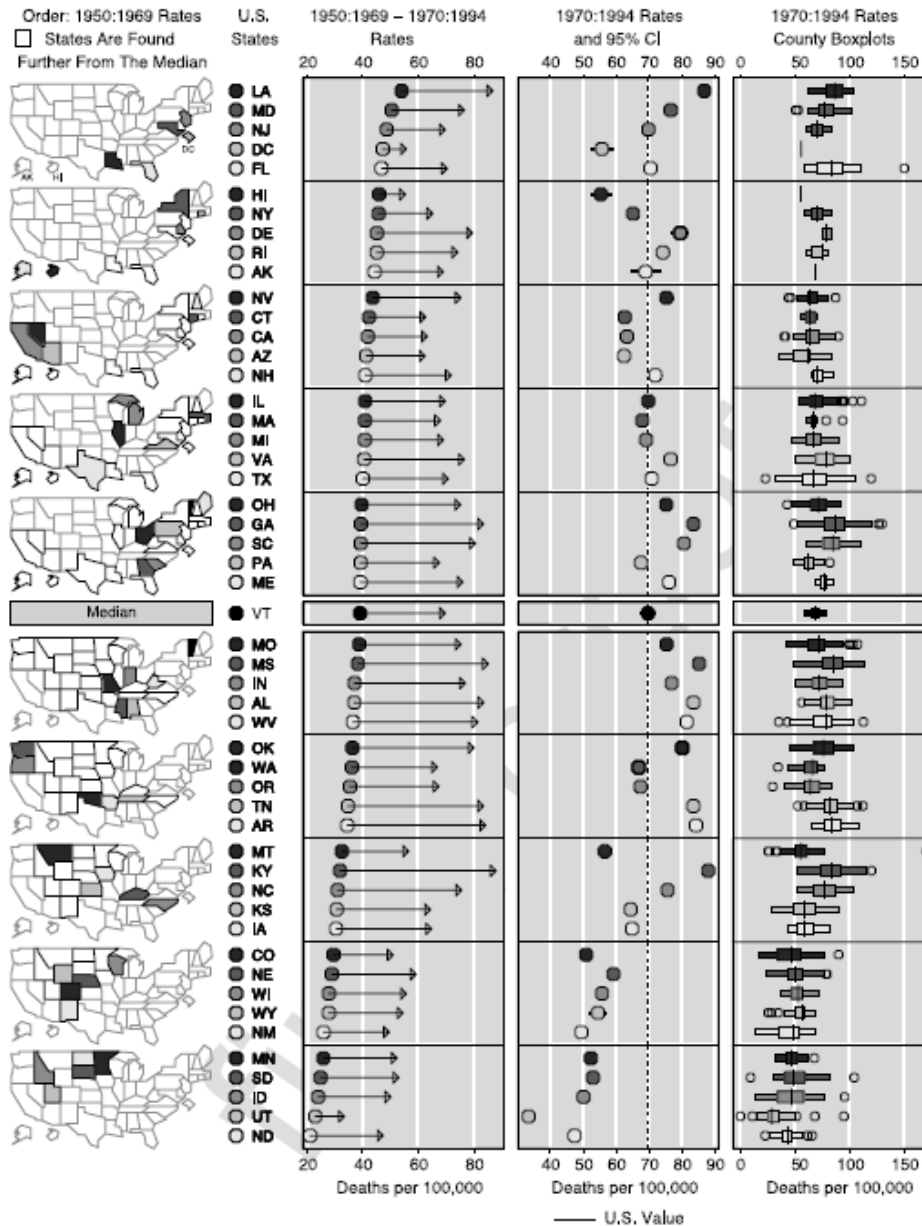 Order: 1950:1969 Rates
States Are Found
Further From The Median
U.S.
States
1950:1969 – 1970:1994
Rates
1970:1994 Rates
and 95% CI
1970:1994 Rates
County Boxplots
20 40 60 80
40 50 60 70 80 90
0 50 100 150
AK HI DC
LA
MD
NJ
DC
FL
HI
NY
DE
RI
AK
NV
CT
CA
AZ
NH
IL
MA
MI
VA
TX
OH
GA
SC
PA
ME
Median
VT
MO
MS
IN
AL
WV
OK
WA
OR
TN
AR
MT
KY
NC
KS
IA
CO
NE
WI
WY
NM
MN
SD
ID
UT
ND
20 40 60 80
40 50 60 70 80 90
0 50 100 150
Deaths per 100,000
Deaths per 100,000
Deaths per 100,000
U.S. Value